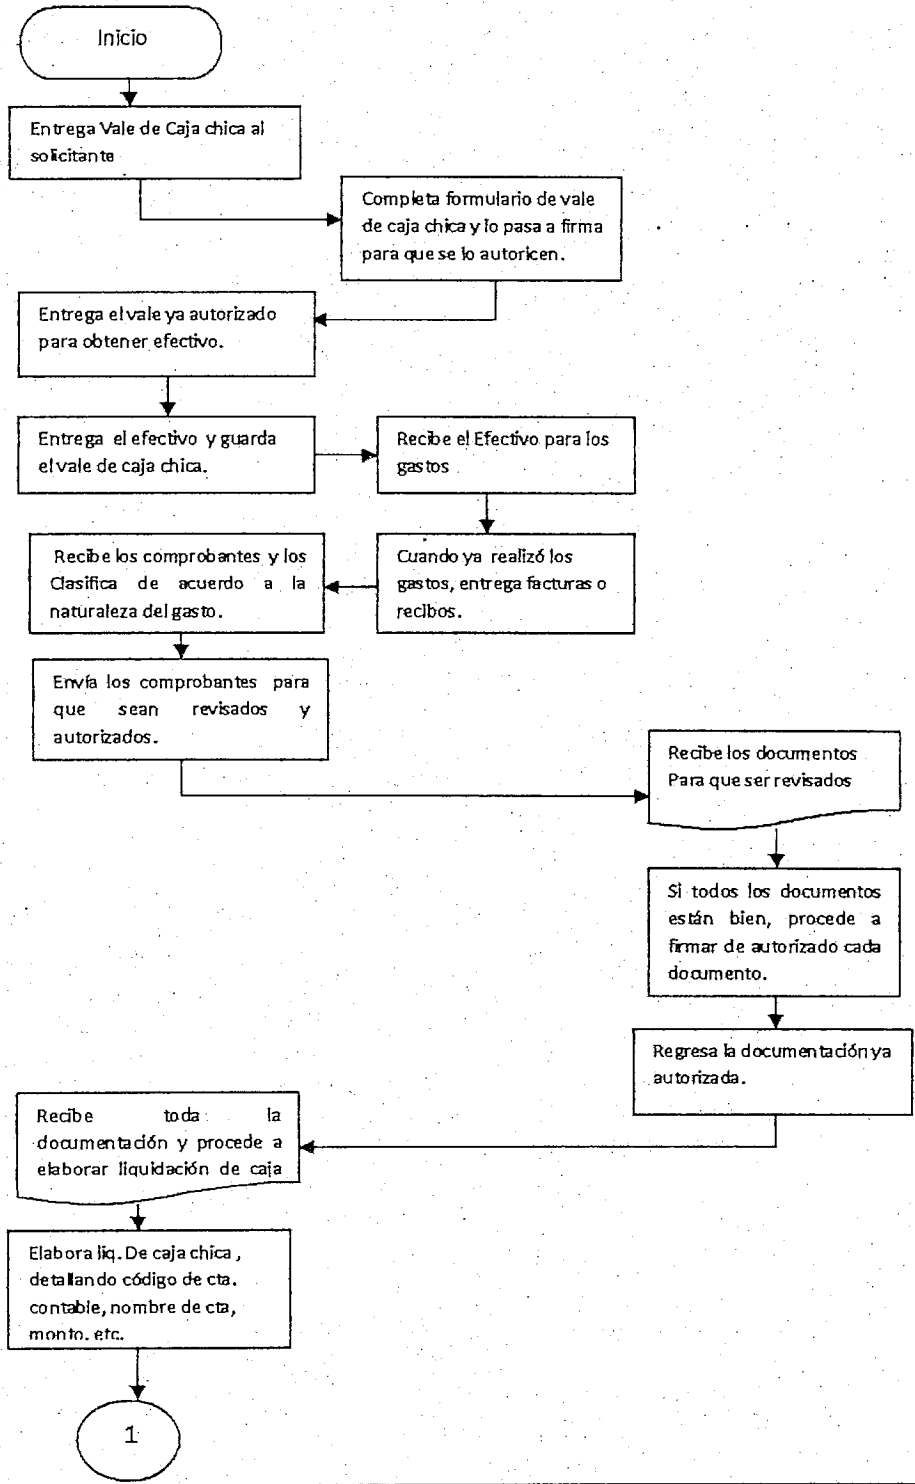 Inicio
Entrega Vale de Caja chica al
solicitante
Completa formulario de vale
de caja chica y lo pasa a firma
para que se lo autoricen.
Entrega el vale ya autorizado
para obtener efectivo.
Entrega el efectivo y guarda
el vale de caja chica.
Recibe el Efectivo para los
gastos
Cuando ya realizó los
gastos, entrega facturas o
recibos.
Recibe los comprobantes y los
Clasifica de acuerdo a la
naturaleza del gasto.
Envía los comprobantes para
que sean revisados y
autorizados.
Recibe los documentos
Para que ser revisados
Si todos los documentos
están bien, procede a
firmar de autorizado cada
documento.
Regresa la documentación ya
autorizada.
Recibe toda la
documentación y procede a
elaborar liquidación de caja
Elabora liq. De caja chica,
detallando código de cta.
contable, nombre de cta,
monto. etc.
1